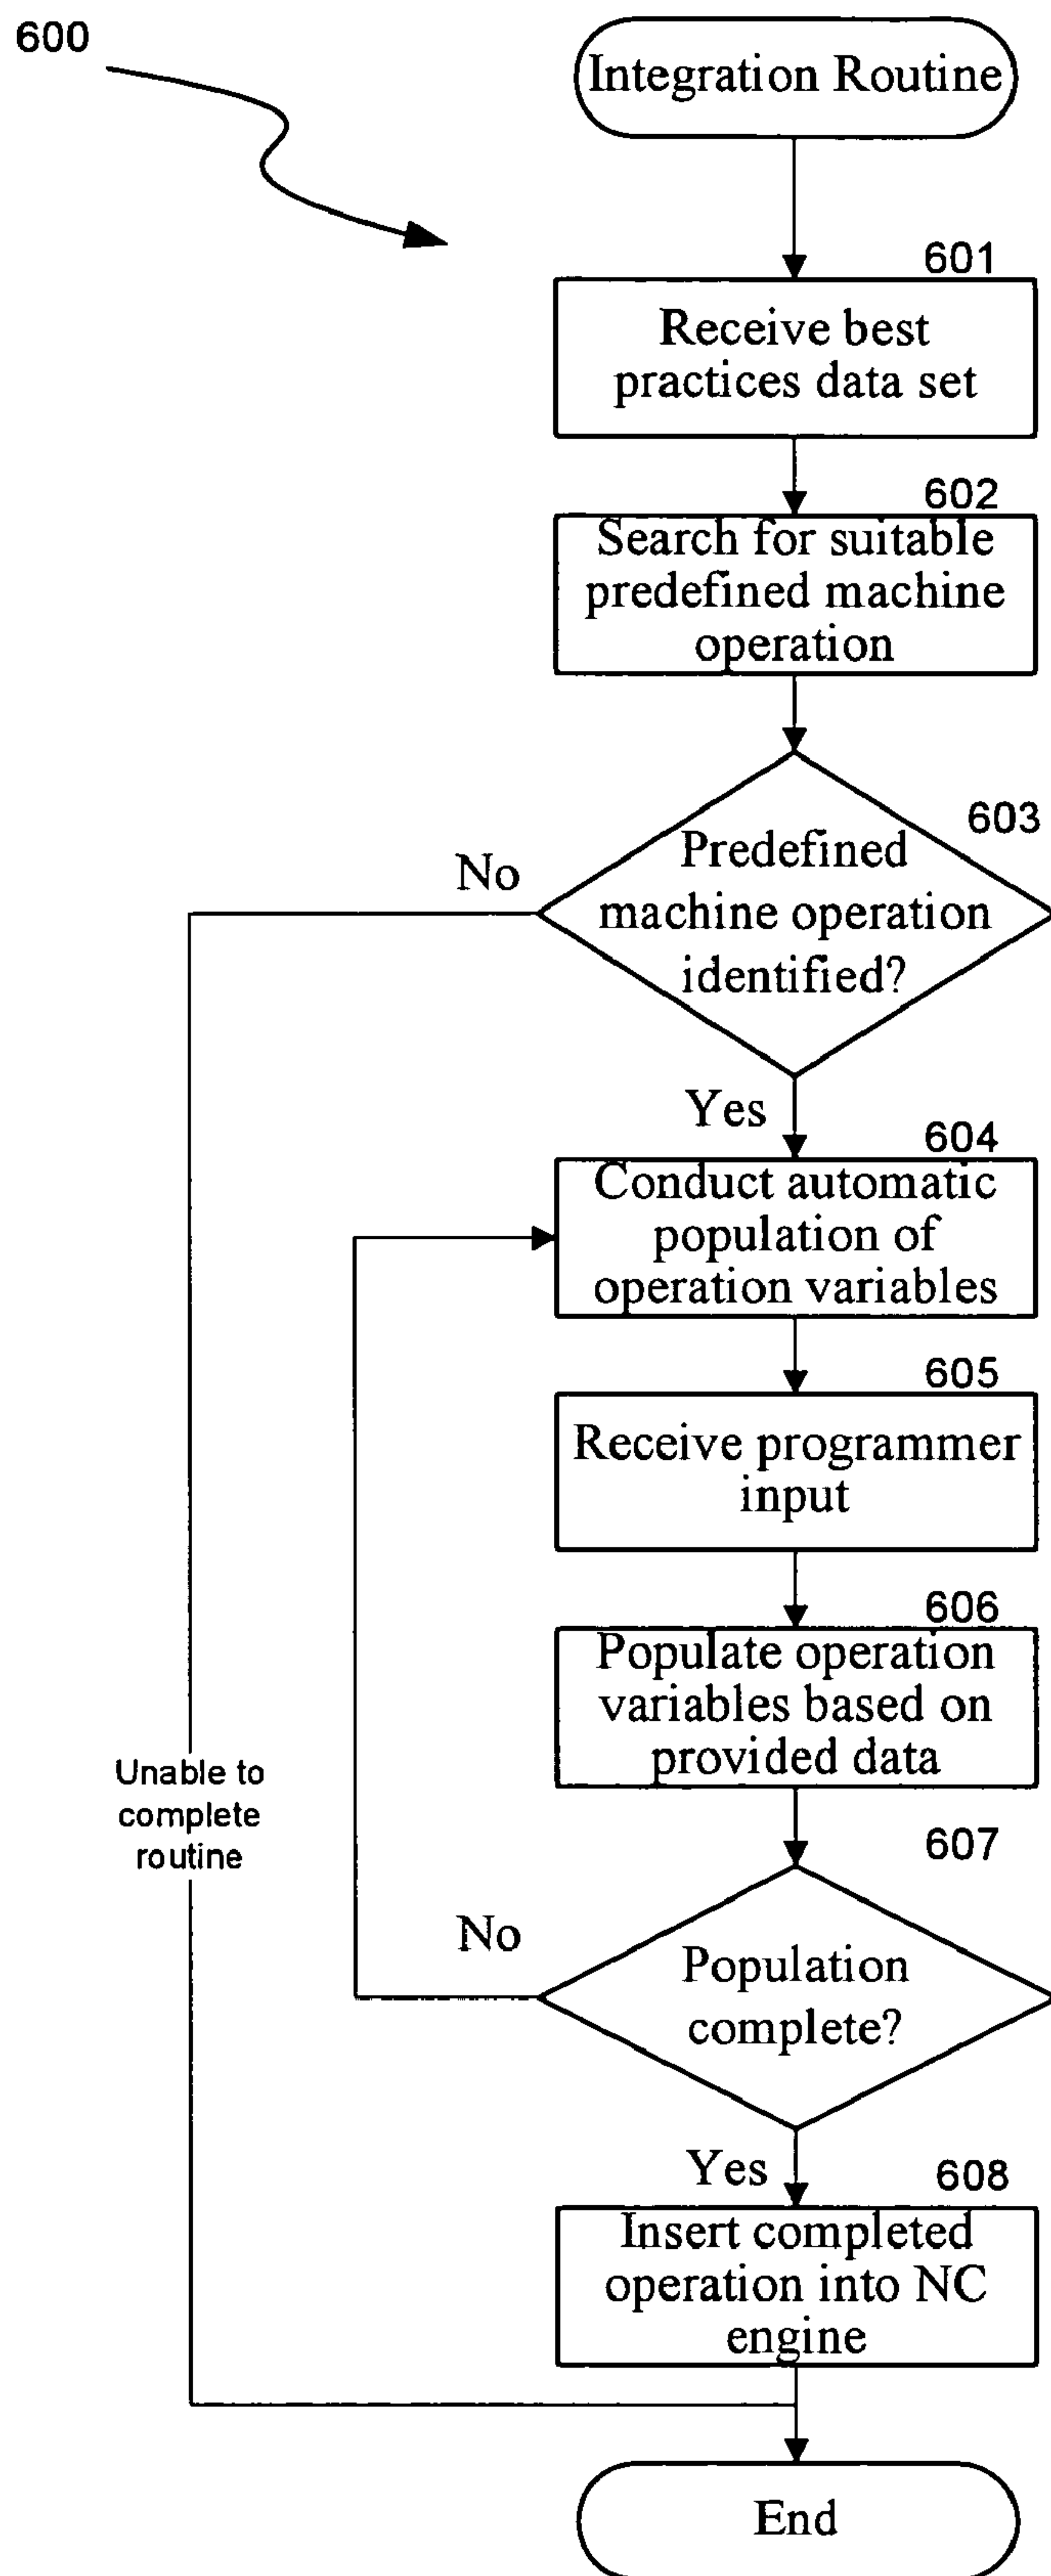 600
Integration Routine
601
Receive best
practices data set
602
Search for suitable
predefined machine
operation
603
Predefined
machine operation
identified?
No
Yes
604
Conduct automatic
population of
operation variables
605
Receive programmer
input
606
Populate operation
variables based on
provided data
Unable to
complete
routine
607
Population
complete?
No
Yes
608
Insert completed
operation into NC
engine
End